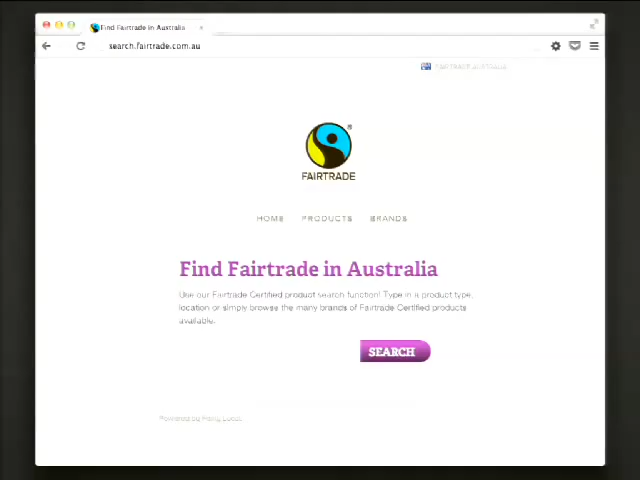 Find Fairtrade in Australia
search.fairtrade.com.au
FAIRTRADE AUSTRALIA
®
FAIRTRADE
HOME PRODUCTS BRANDS
Find Fairtrade in Australia
Use our Fairtrade Certified product search function! Type in a product type,
location or simply browse the many brands of Fairtrade Certified products
available.
SEARCH
Powered by